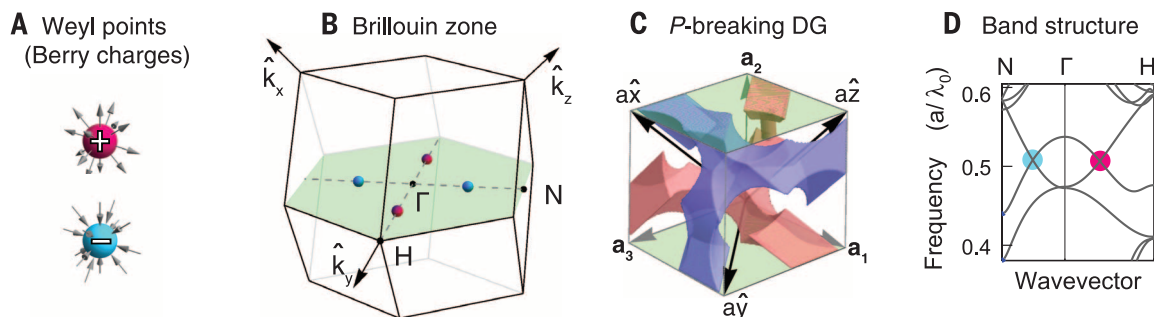 A Weyl points
(Berry charges)
+
−
B Brillouin zone
k̂x
k̂z
Γ
N
H
k̂y
C P-breaking DG
a2
ax̂
aẑ
a3
a1
aŷ
D Band structure
N Γ H
Frequency (a/λ0)
0.6
0.5
0.4
Wavevector